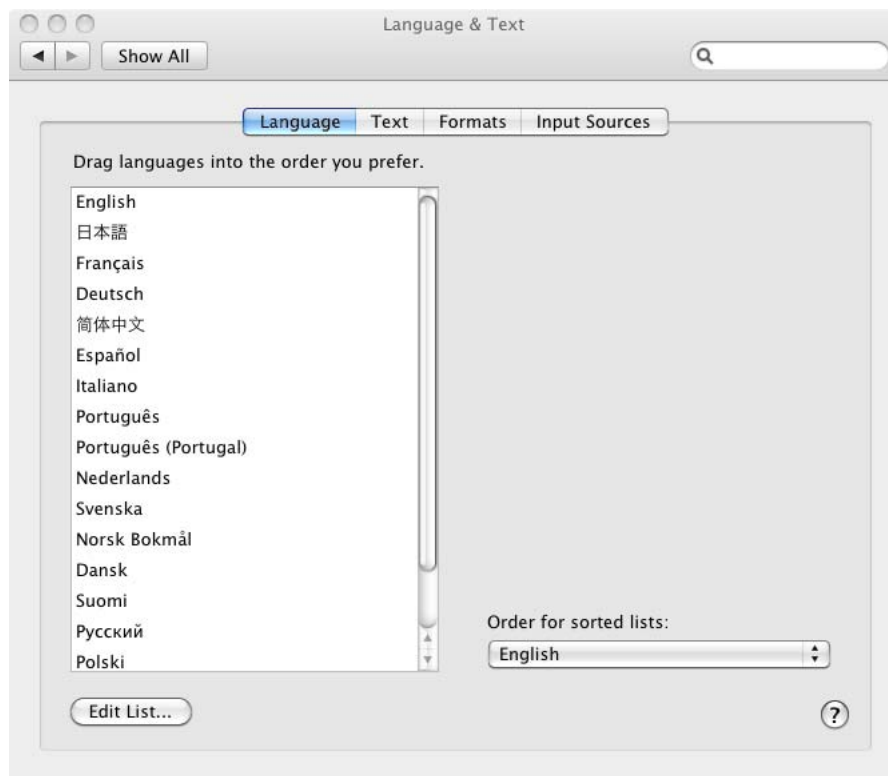 Language & Text
Show All
Language Text Formats Input Sources
Drag languages into the order you prefer.
English
日本語
Français
Deutsch
简体中文
Español
Italiano
Português
Português (Portugal)
Nederlands
Svenska
Norsk Bokmål
Dansk
Suomi
Русский
Polski
Order for sorted lists:
English
Edit List...
?